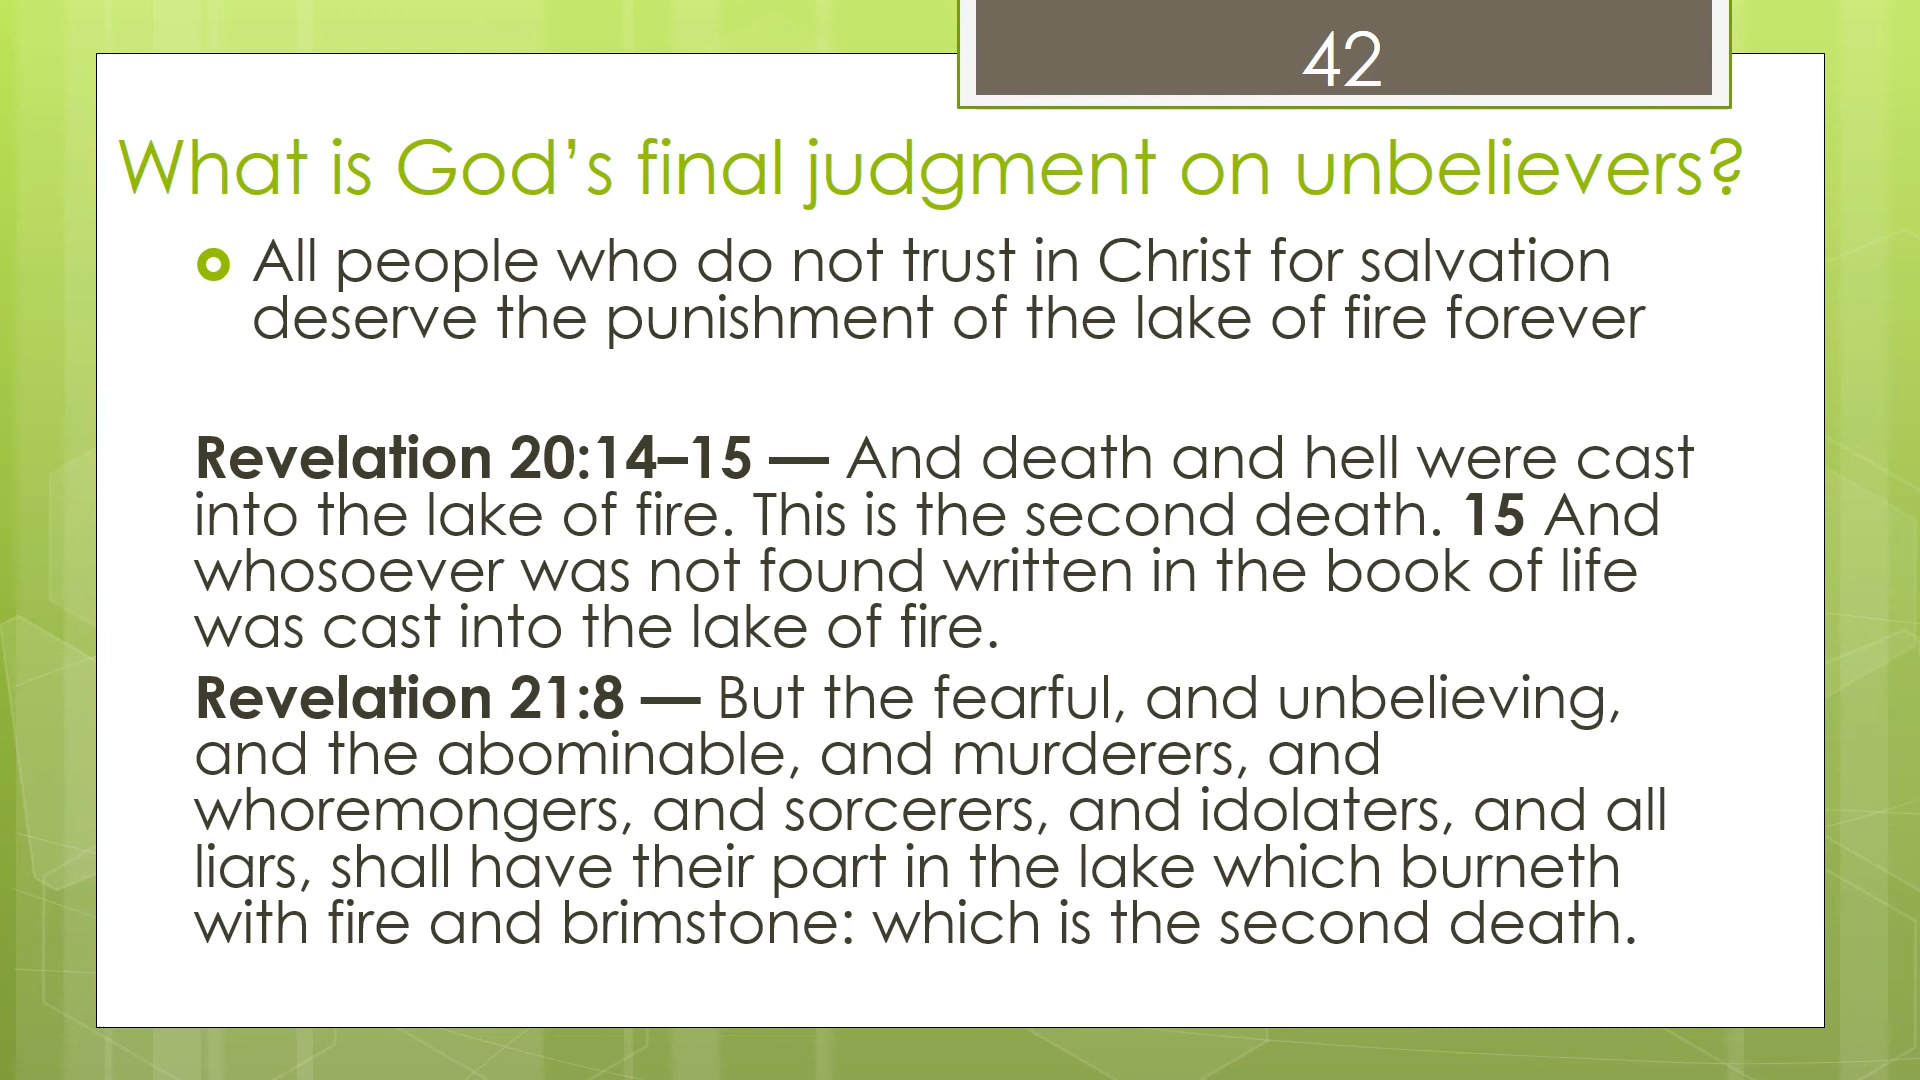 42
What is God’s final judgment on unbelievers?
All people who do not trust in Christ for salvation
deserve the punishment of the lake of fire forever
Revelation 20:14–15 — And death and hell were cast
into the lake of fire. This is the second death. 15 And
whosoever was not found written in the book of life
was cast into the lake of fire.
Revelation 21:8 — But the fearful, and unbelieving,
and the abominable, and murderers, and
whoremongers, and sorcerers, and idolaters, and all
liars, shall have their part in the lake which burneth
with fire and brimstone: which is the second death.